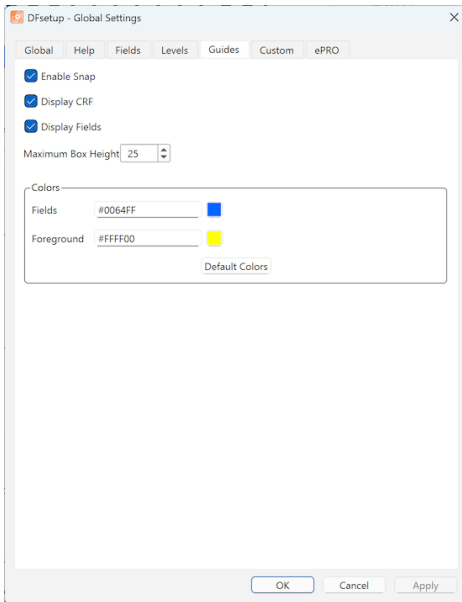 DFsetup - Global Settings
Global Help Fields Levels Guides Custom ePRO
Enable Snap
Display CRF
Display Fields
Maximum Box Height 25
Colors
Fields #0064FF
Foreground #FFFF00
Default Colors
OK Cancel Apply